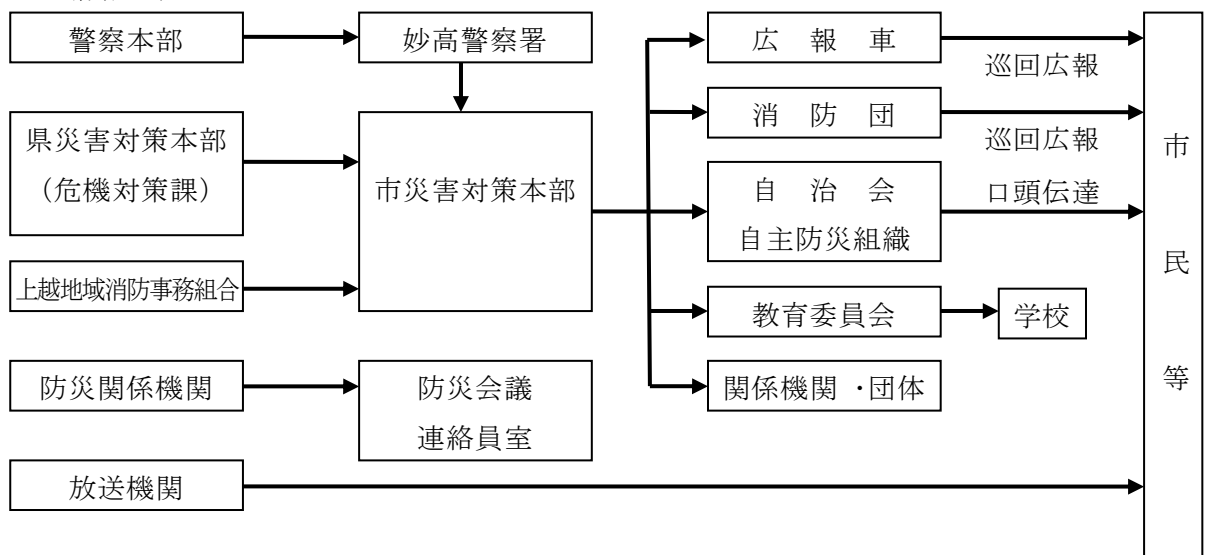 警察本部
妙高警察署
広 報 車
巡回広報
県災害対策本部
（危機対策課）
市災害対策本部
消 防 団
巡回広報
自 治 会
自主防災組織
口頭伝達
上越地域消防事務組合
教育委員会
学校
防災関係機関
防災会議
連絡員室
関係機関・団体
放送機関
市
民
等